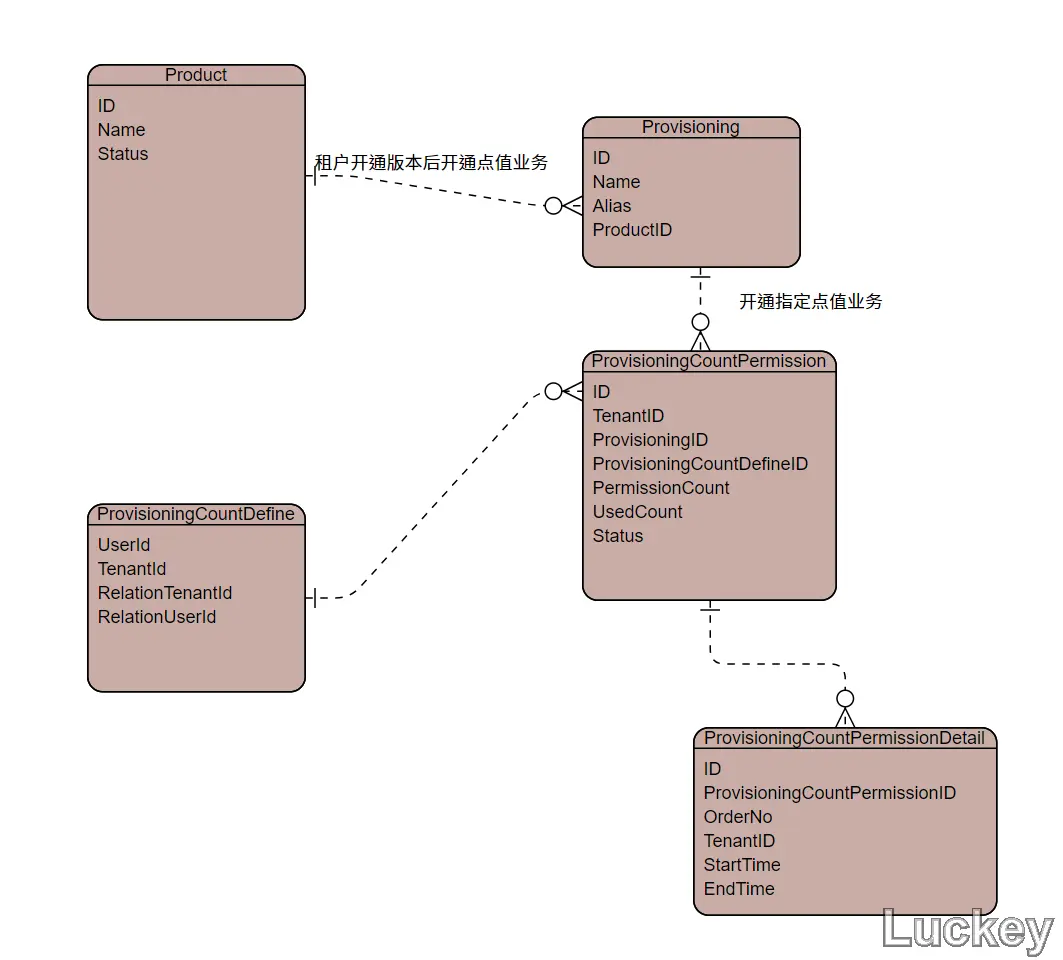 Product
ID
Name
Status
租户开通版本后开通点值业务
Provisioning
ID
Name
Alias
ProductID
开通指定点值业务
ProvisioningCountPermission
ID
TenantID
ProvisioningID
ProvisioningCountDefineID
PermissionCount
UsedCount
Status
ProvisioningCountDefine
UserId
TenantId
RelationTenantId
RelationUserId
ProvisioningCountPermissionDetail
ID
ProvisioningCountPermissionID
OrderNo
TenantID
StartTime
EndTime
Luckey